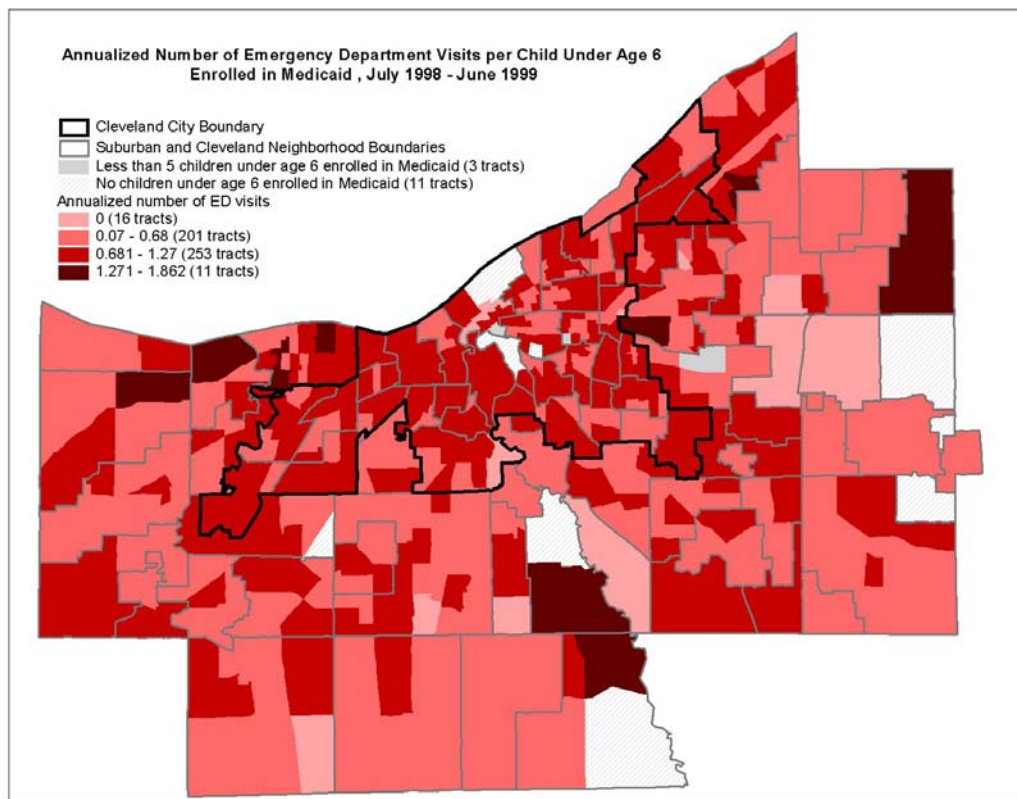 Annualized Number of Emergency Department Visits per Child Under Age 6
Enrolled in Medicaid , July 1998 - June 1999
Cleveland City Boundary
Suburban and Cleveland Neighborhood Boundaries
Less than 5 children under age 6 enrolled in Medicaid (3 tracts)
No children under age 6 enrolled in Medicaid (11 tracts)
Annualized number of ED visits
0 (16 tracts)
0.07 - 0.68 (201 tracts)
0.681 - 1.27 (253 tracts)
1.271 - 1.862 (11 tracts)